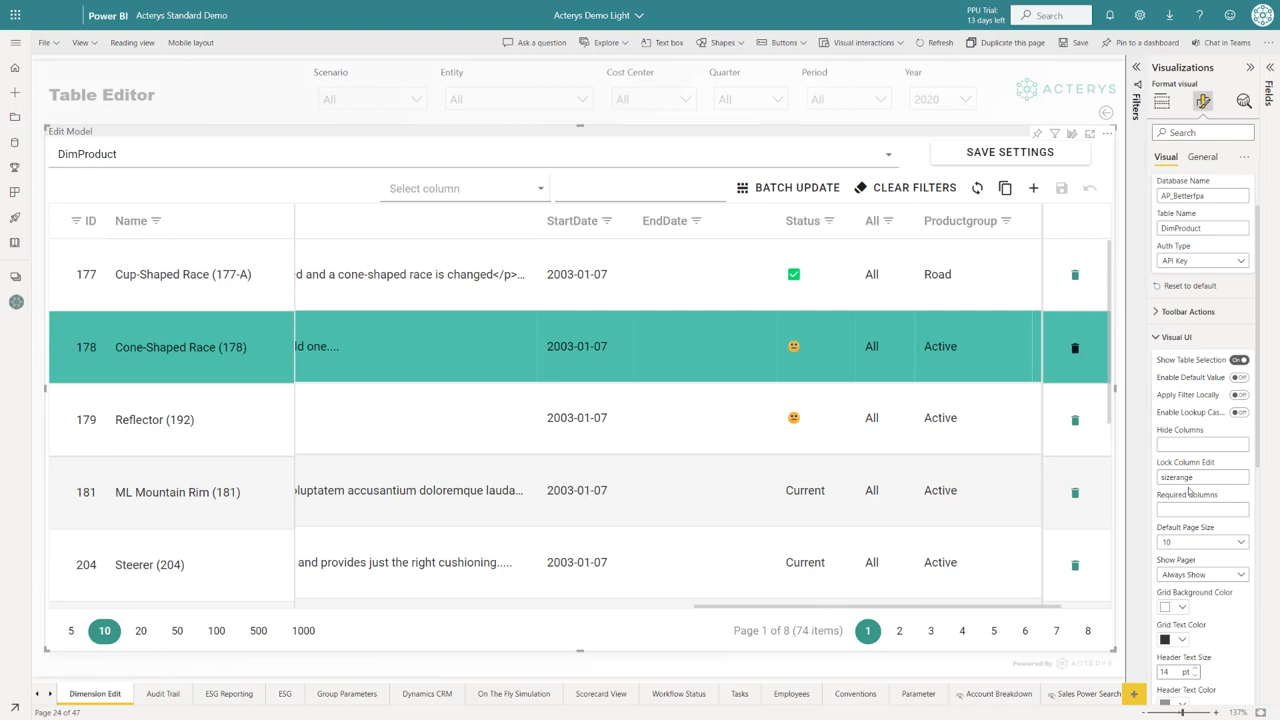 Power BI Acterys Standard Demo Acterys Demo Light PPU Trial: 13 days left Search
File View Reading view Mobile layout Ask a question Explore Text box Shapes Buttons Visual interactions Refresh Duplicate this page Save Pin to a dashboard Chat in Teams
Table Editor
Scenario Entity Cost Center Quarter Period Year
All All All All 2020
ACTERYS
Edit Model
DimProduct SAVE SETTINGS
Select column BATCH UPDATE CLEAR FILTERS
ID Name StartDate EndDate Status All Productgroup
177 Cup-Shaped Race (177-A) d and a cone-shaped race is changed</p>... 2003-01-07 All Road
178 Cone-Shaped Race (178) ld one.... 2003-01-07 All Active
179 Reflector (192) 2003-01-07 All Active
181 ML Mountain Rim (181) oluptatem accusantium doloremque lauda... 2003-01-07 Current All Active
204 Steerer (204) and provides just the right cushioning..... 2003-01-07 Current All Active
5 10 20 50 100 500 1000 Page 1 of 8 (74 items) 1 2 3 4 5 6 7 8
Powered By ACTERYS
Dimension Edit Audit Trail ESG Reporting ESG Group Parameters Dynamics CRM On The Fly Simulation Scorecard View Workflow Status Tasks Employees Conventions Parameter Account Breakdown Sales Power Search
Page 24 of 47 137%
Filters
Visualizations
Fields
Format visual
Search
Visual General
Database Name
AP_Betterfpa
Table Name
DimProduct
Auth Type
API Key
Reset to default
Toolbar Actions
Visual UI
Show Table Selection On
Enable Default Value Off
Apply Filter Locally Off
Enable Lookup Cas... Off
Hide Columns
Lock Column Edit
sizerange
Required Columns
Default Page Size
10
Show Pager
Always Show
Grid Background Color
Grid Text Color
Header Text Size
14 pt
Header Text Color